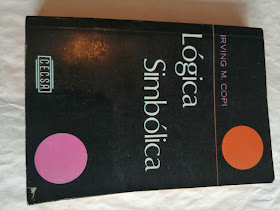 IRVING M. COPI
Lógica
Simbólica
CECSA